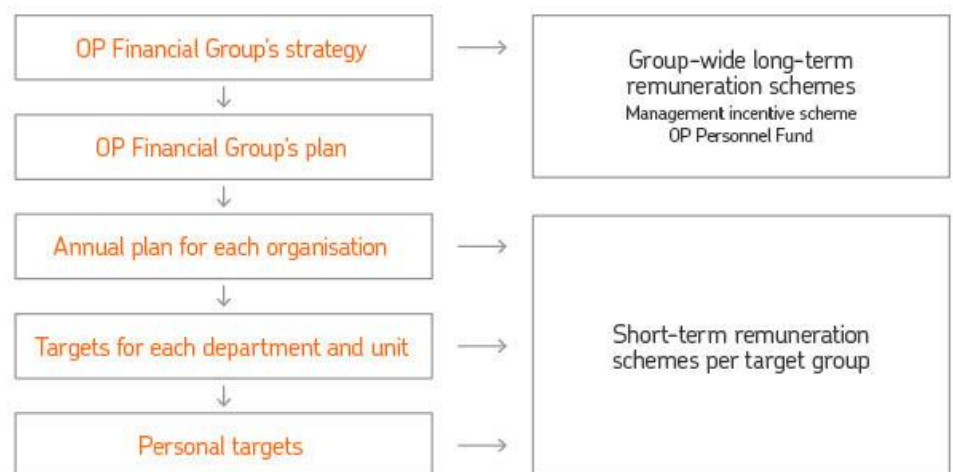 OP Financial Group's strategy
Group-wide long-term
remuneration schemes
Management incentive scheme
OP Personnel Fund
OP Financial Group's plan
Annual plan for each organisation
Targets for each department and unit
Short-term remuneration
schemes per target group
Personal targets